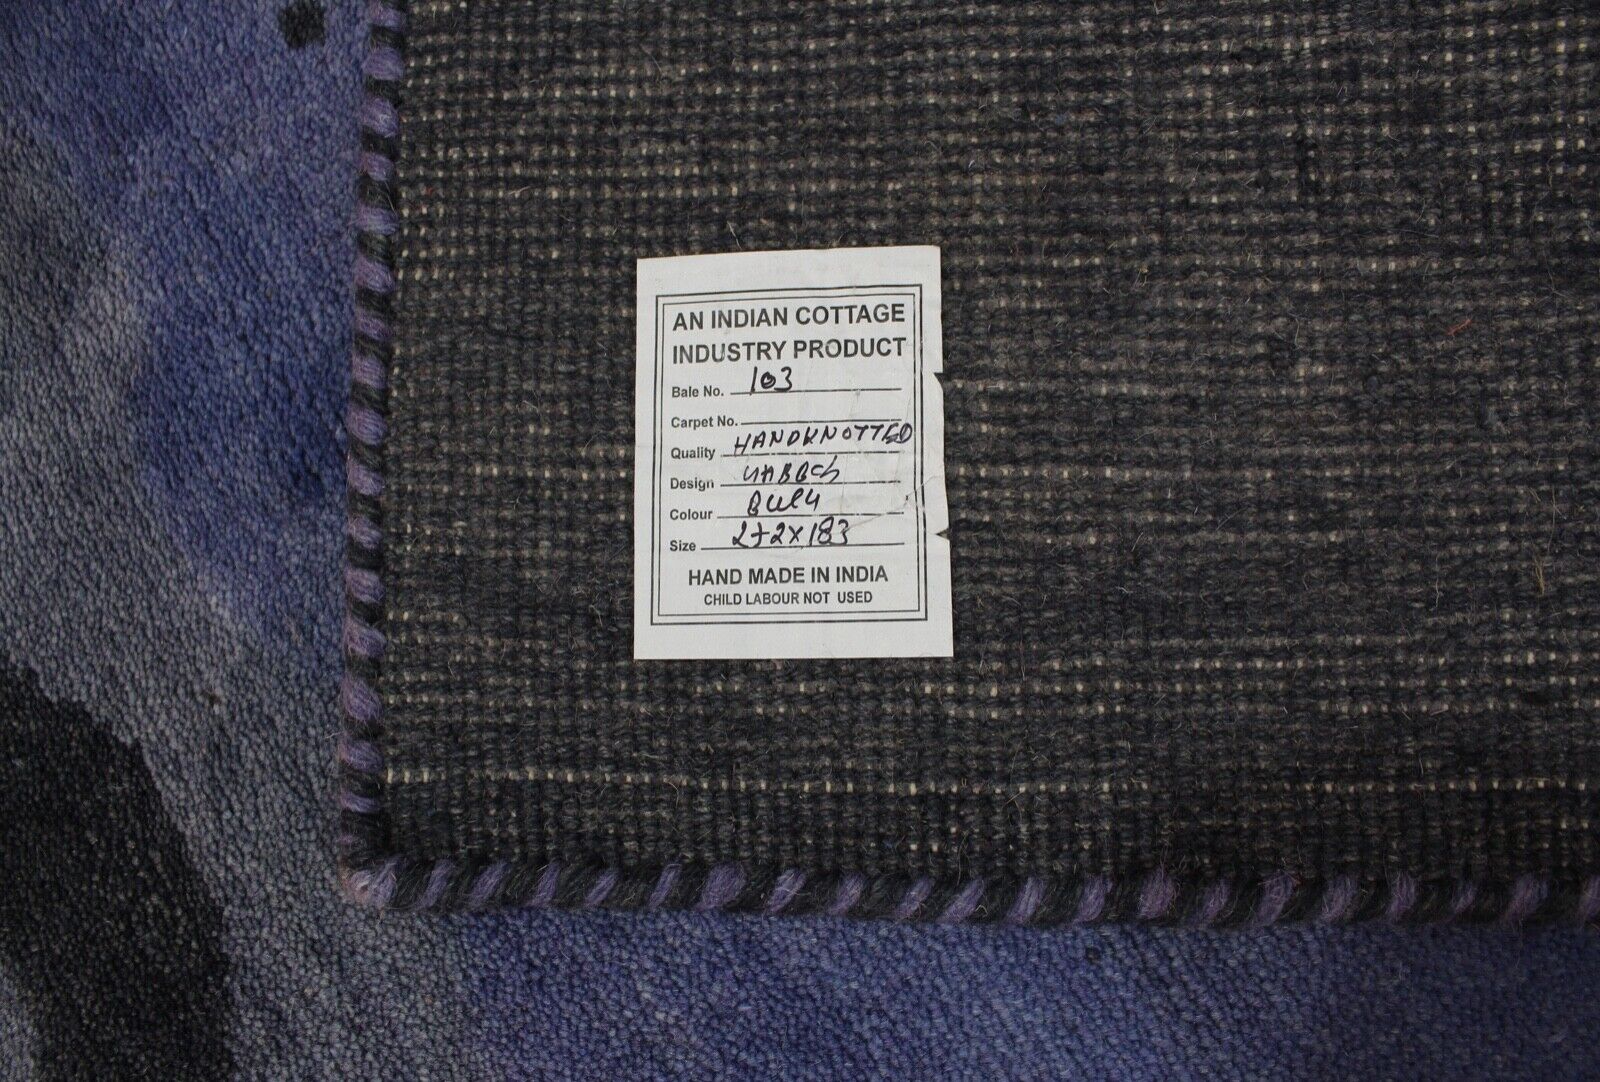 AN INDIAN COTTAGE
INDUSTRY PRODUCT
Bale No. 103
Carpet No.
Quality HANDKNOTTED
Design
Colour
Size 272x183
HAND MADE IN INDIA
CHILD LABOUR NOT USED